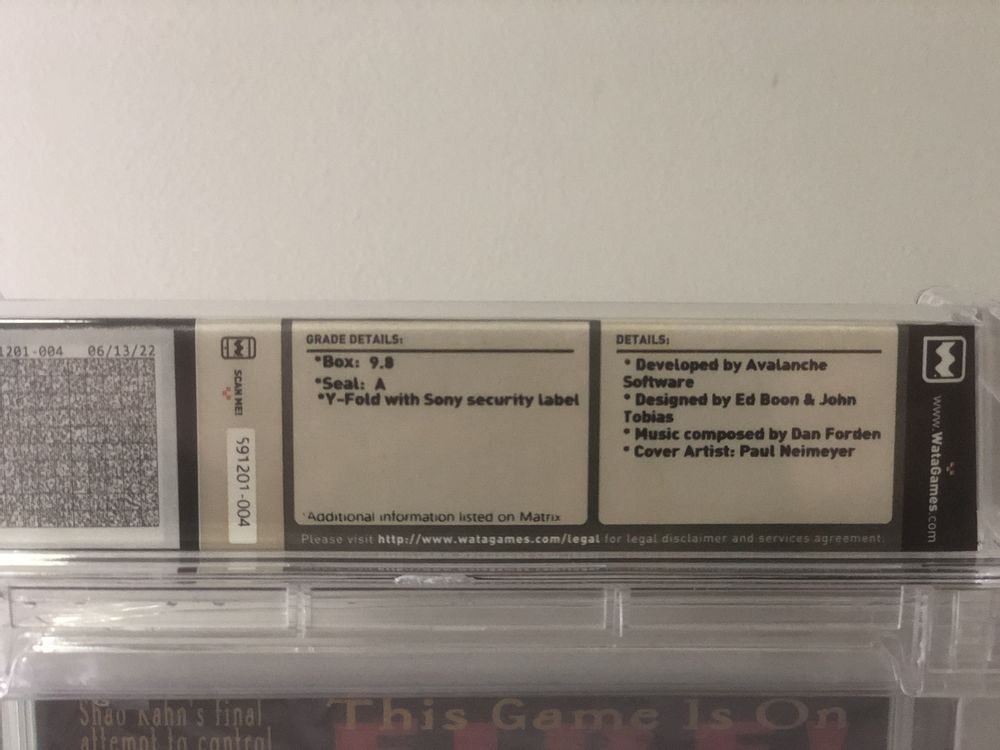 1201-004 06/13/22
SCAN ME!
591201-004
GRADE DETAILS:
*Box: 9.8
*Seal: A
*Y-Fold with Sony security label
*Additional information listed on Matrix
DETAILS:
* Developed by Avalanche
Software
* Designed by Ed Boon & John
Tobias
* Music composed by Dan Forden
* Cover Artist: Paul Neimeyer
Please visit http://www.watagames.com/legal for legal disclaimer and services agreement.
www.WataGames.com
Shao Kahn's final
attempt to control
This Game Is On